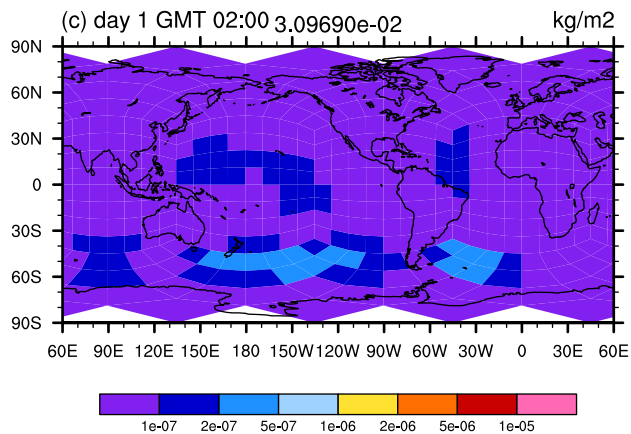 (c) day 1 GMT 02:00 3.09690e-02 kg/m2
90N
60N
30N
0
30S
60S
90S
60E 90E 120E 150E 180 150W 120W 90W 60W 30W 0 30E 60E
1e-07 2e-07 5e-07 1e-06 2e-06 5e-06 1e-05